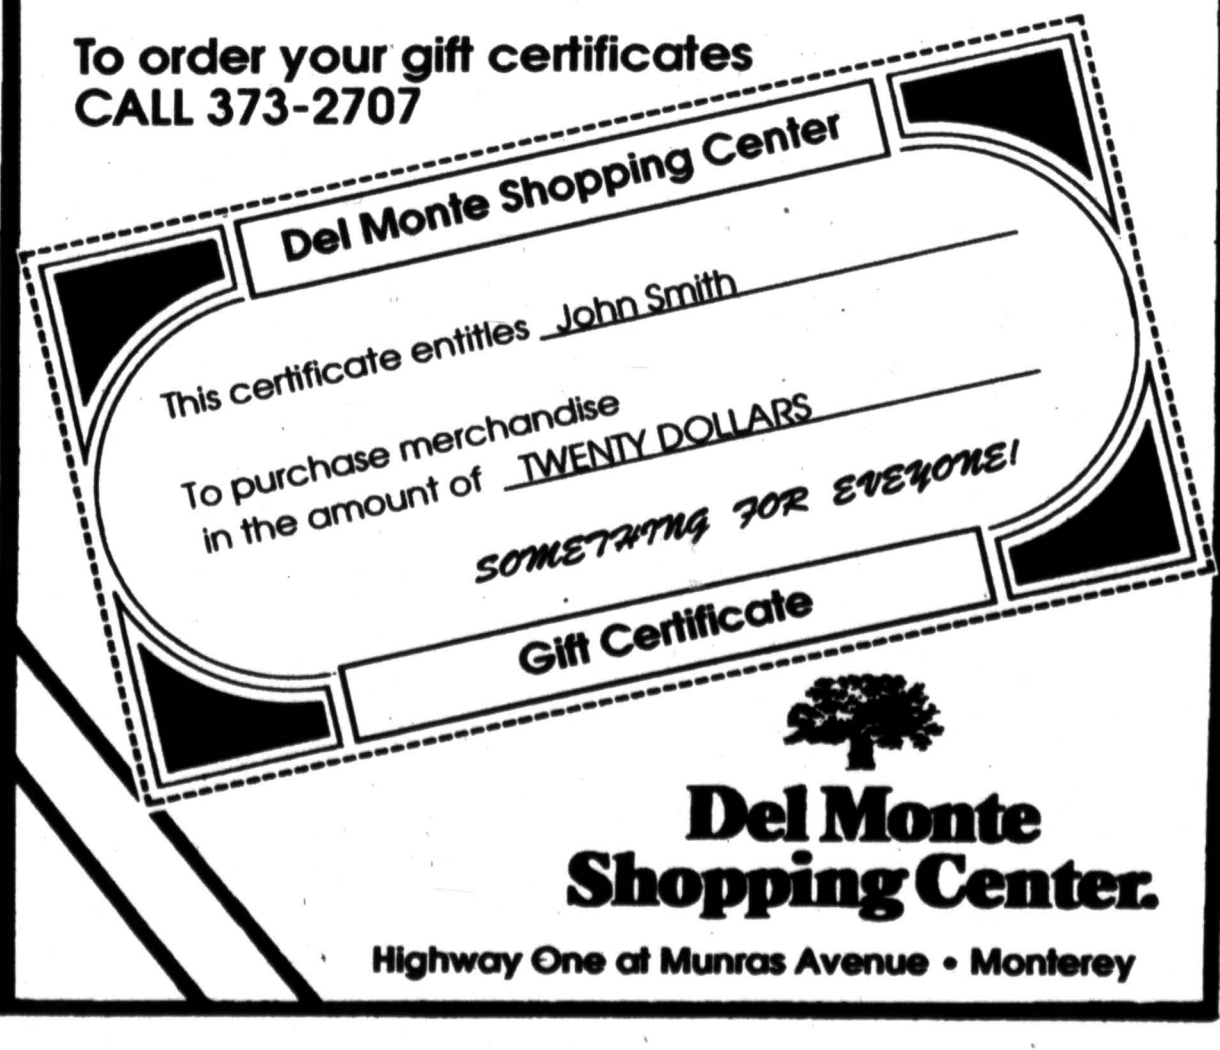 To order your gift certificates
CALL 373-2707
Del Monte Shopping Center
This certificate entitles John Smith
To purchase merchandise
in the amount of TWENTY DOLLARS
SOMETHING FOR EVEYONE!
Gift Certificate
Del Monte
Shopping Center.
Highway One at Munras Avenue • Monterey